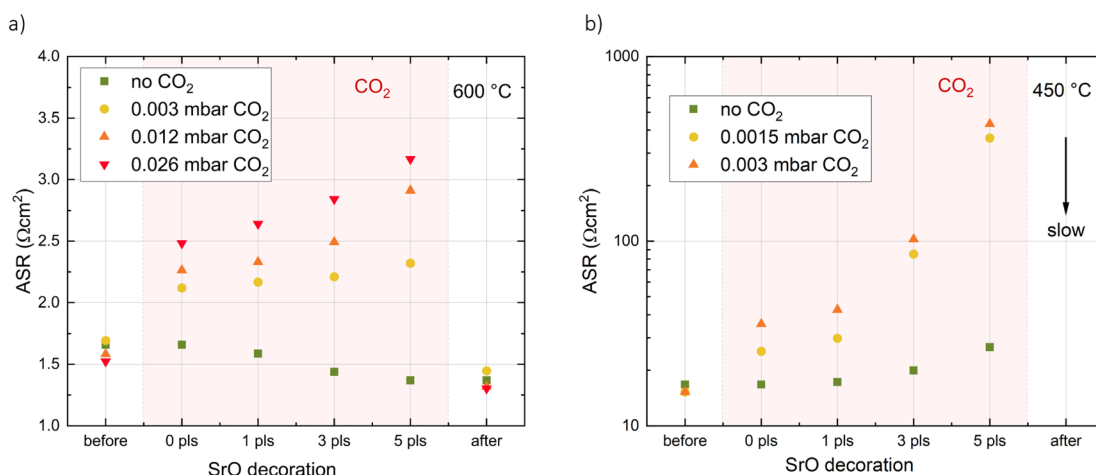 a)
4.0
3.5
3.0
2.5
2.0
1.5
1.0
ASR (Ωcm²)
no CO₂
0.003 mbar CO₂
0.012 mbar CO₂
0.026 mbar CO₂
CO₂
600 °C
before 0 pls 1 pls 3 pls 5 pls after
SrO decoration
b)
1000
100
10
ASR (Ωcm²)
no CO₂
0.0015 mbar CO₂
0.003 mbar CO₂
CO₂
450 °C
slow
before 0 pls 1 pls 3 pls 5 pls after
SrO decoration